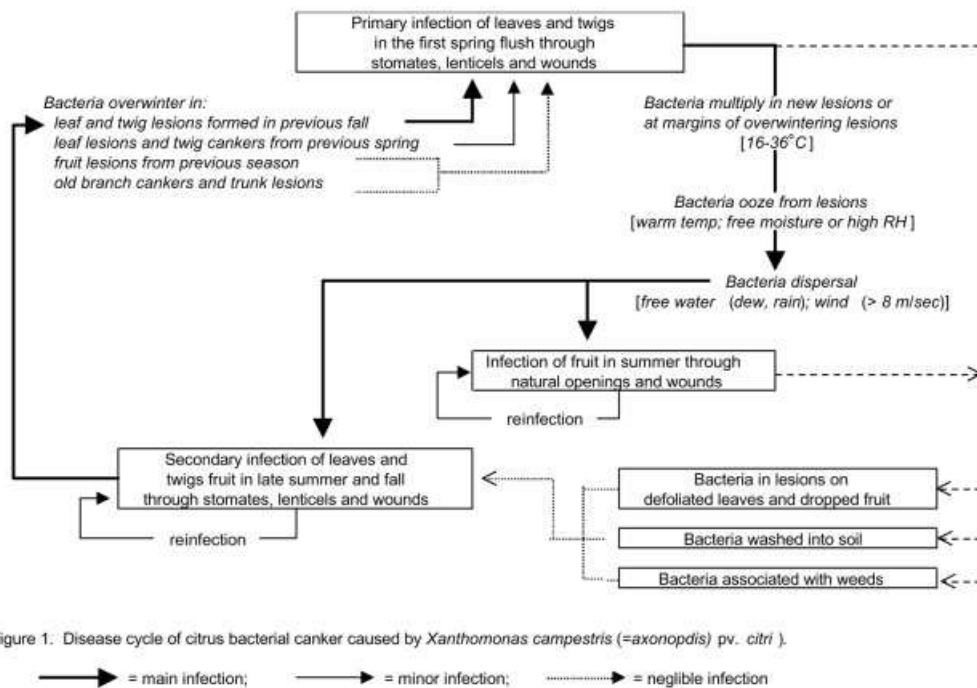 Primary infection of leaves and twigs
in the first spring flush through
stomates, lenticels and wounds
Bacteria overwinter in:
leaf and twig lesions formed in previous fall
leaf lesions and twig cankers from previous spring
fruit lesions from previous season
old branch cankers and trunk lesions
Bacteria multiply in new lesions or
at margins of overwintering lesions
[16-36°C]
Bacteria ooze from lesions
[warm temp; free moisture or high RH]
Bacteria dispersal
[free water (dew, rain); wind (> 8 m/sec)]
Infection of fruit in summer through
natural openings and wounds
reinfection
Secondary infection of leaves and
twigs fruit in late summer and fall
through stomates, lenticels and wounds
reinfection
Bacteria in lesions on
defoliated leaves and dropped fruit
Bacteria washed into soil
Bacteria associated with weeds
igure 1. Disease cycle of citrus bacterial canker caused by Xanthomonas campestris (=axonopdis) pv. citri ).
= main infection; = minor infection; = neglible infection